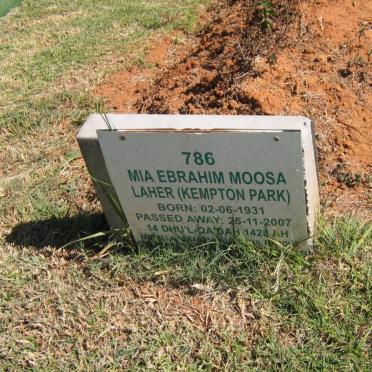 786
MIA EBRAHIM MOOSA
LAHER (KEMPTON PARK)
BORN: 02-06-1931
PASSED AWAY: 25-11-2007
14 DHU'L-QA'DAH 1428 AH